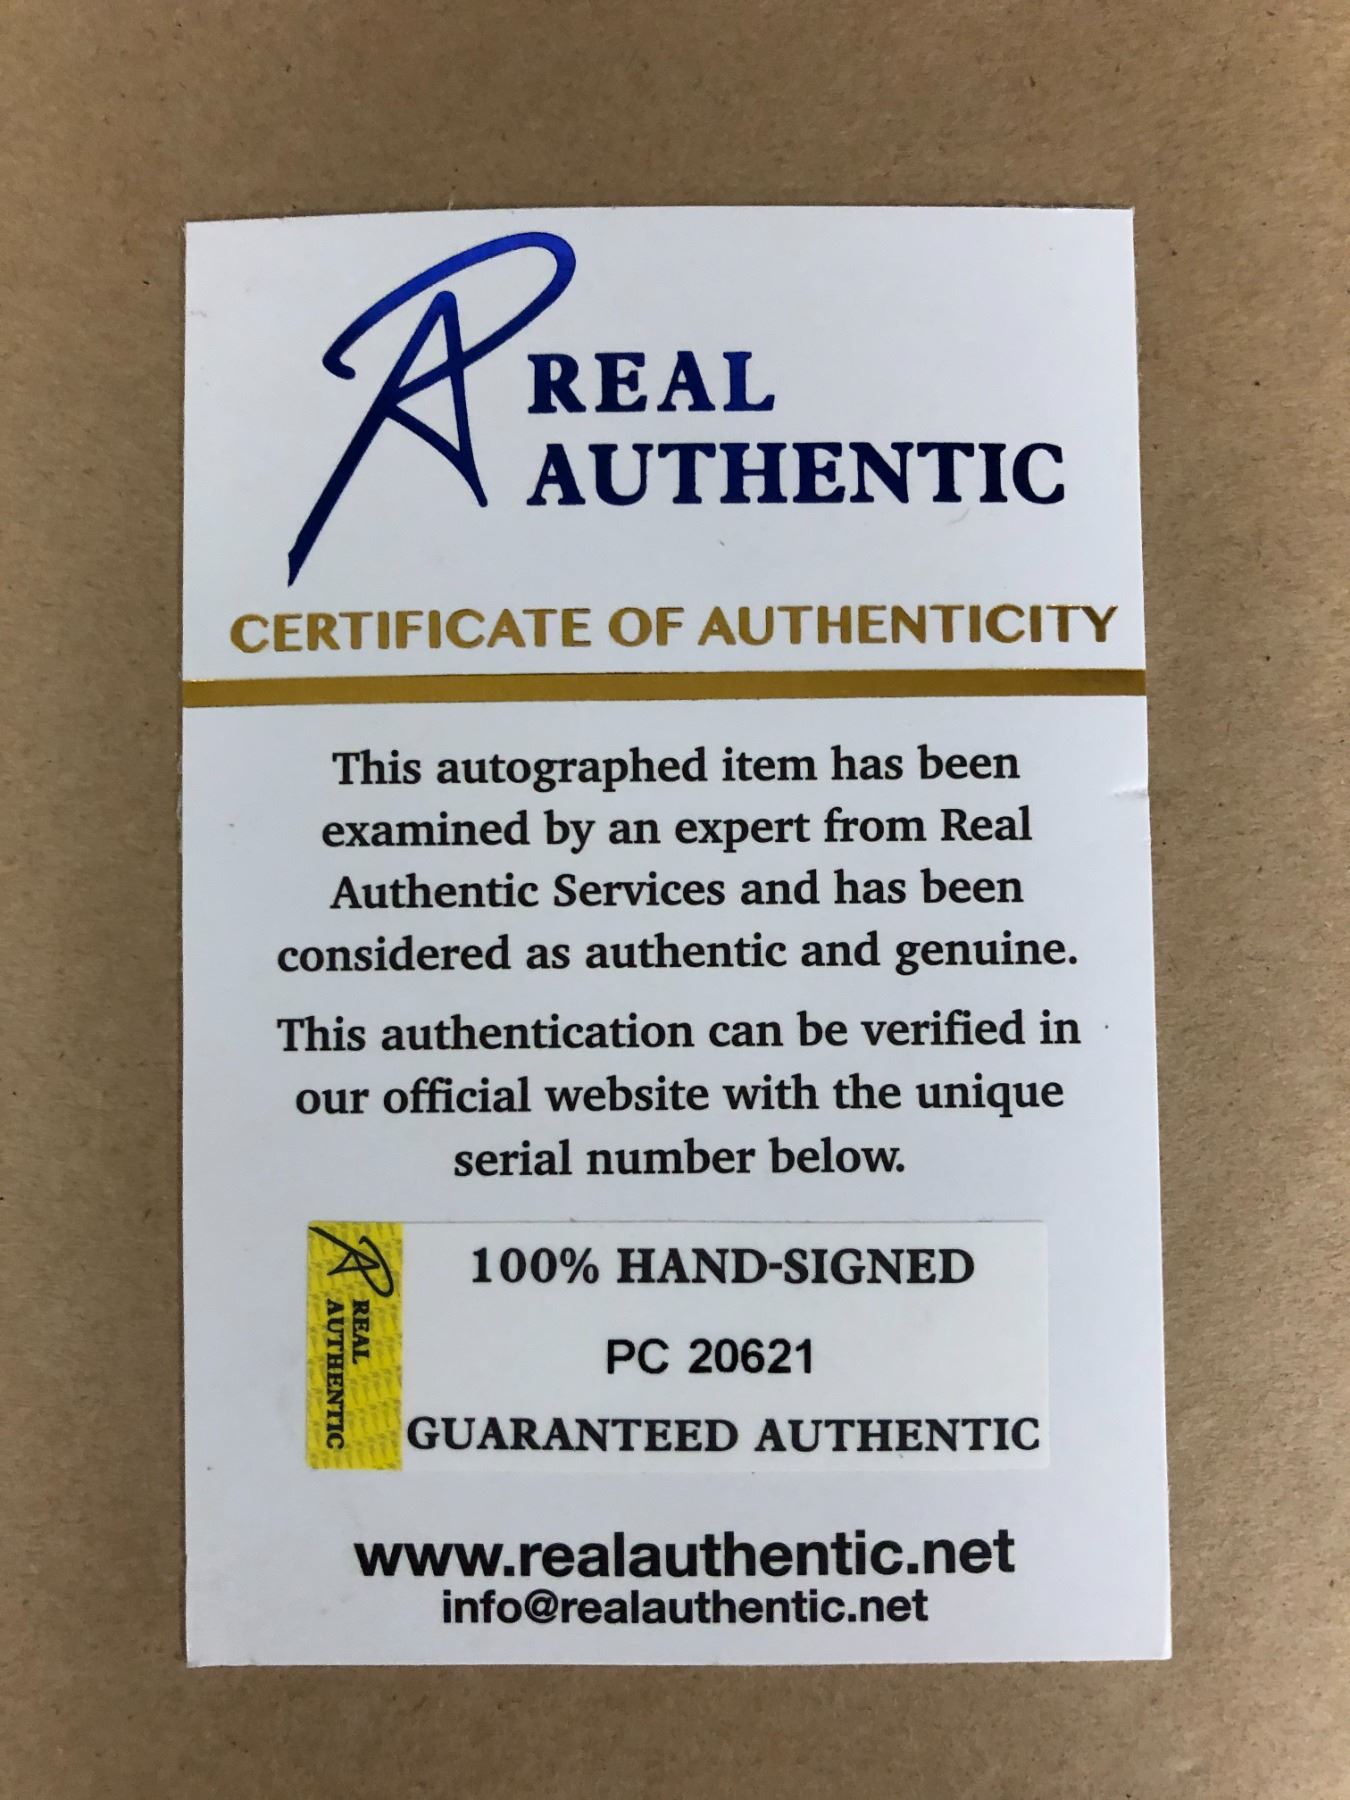 REAL
AUTHENTIC
CERTIFICATE OF AUTHENTICITY
This autographed item has been
examined by an expert from Real
Authentic Services and has been
considered as authentic and genuine.
This authentication can be verified in
our official website with the unique
serial number below.
REAL
AUTHENTIC
100% HAND-SIGNED
PC 20621
GUARANTEED AUTHENTIC
www.realauthentic.net
info@realauthentic.net